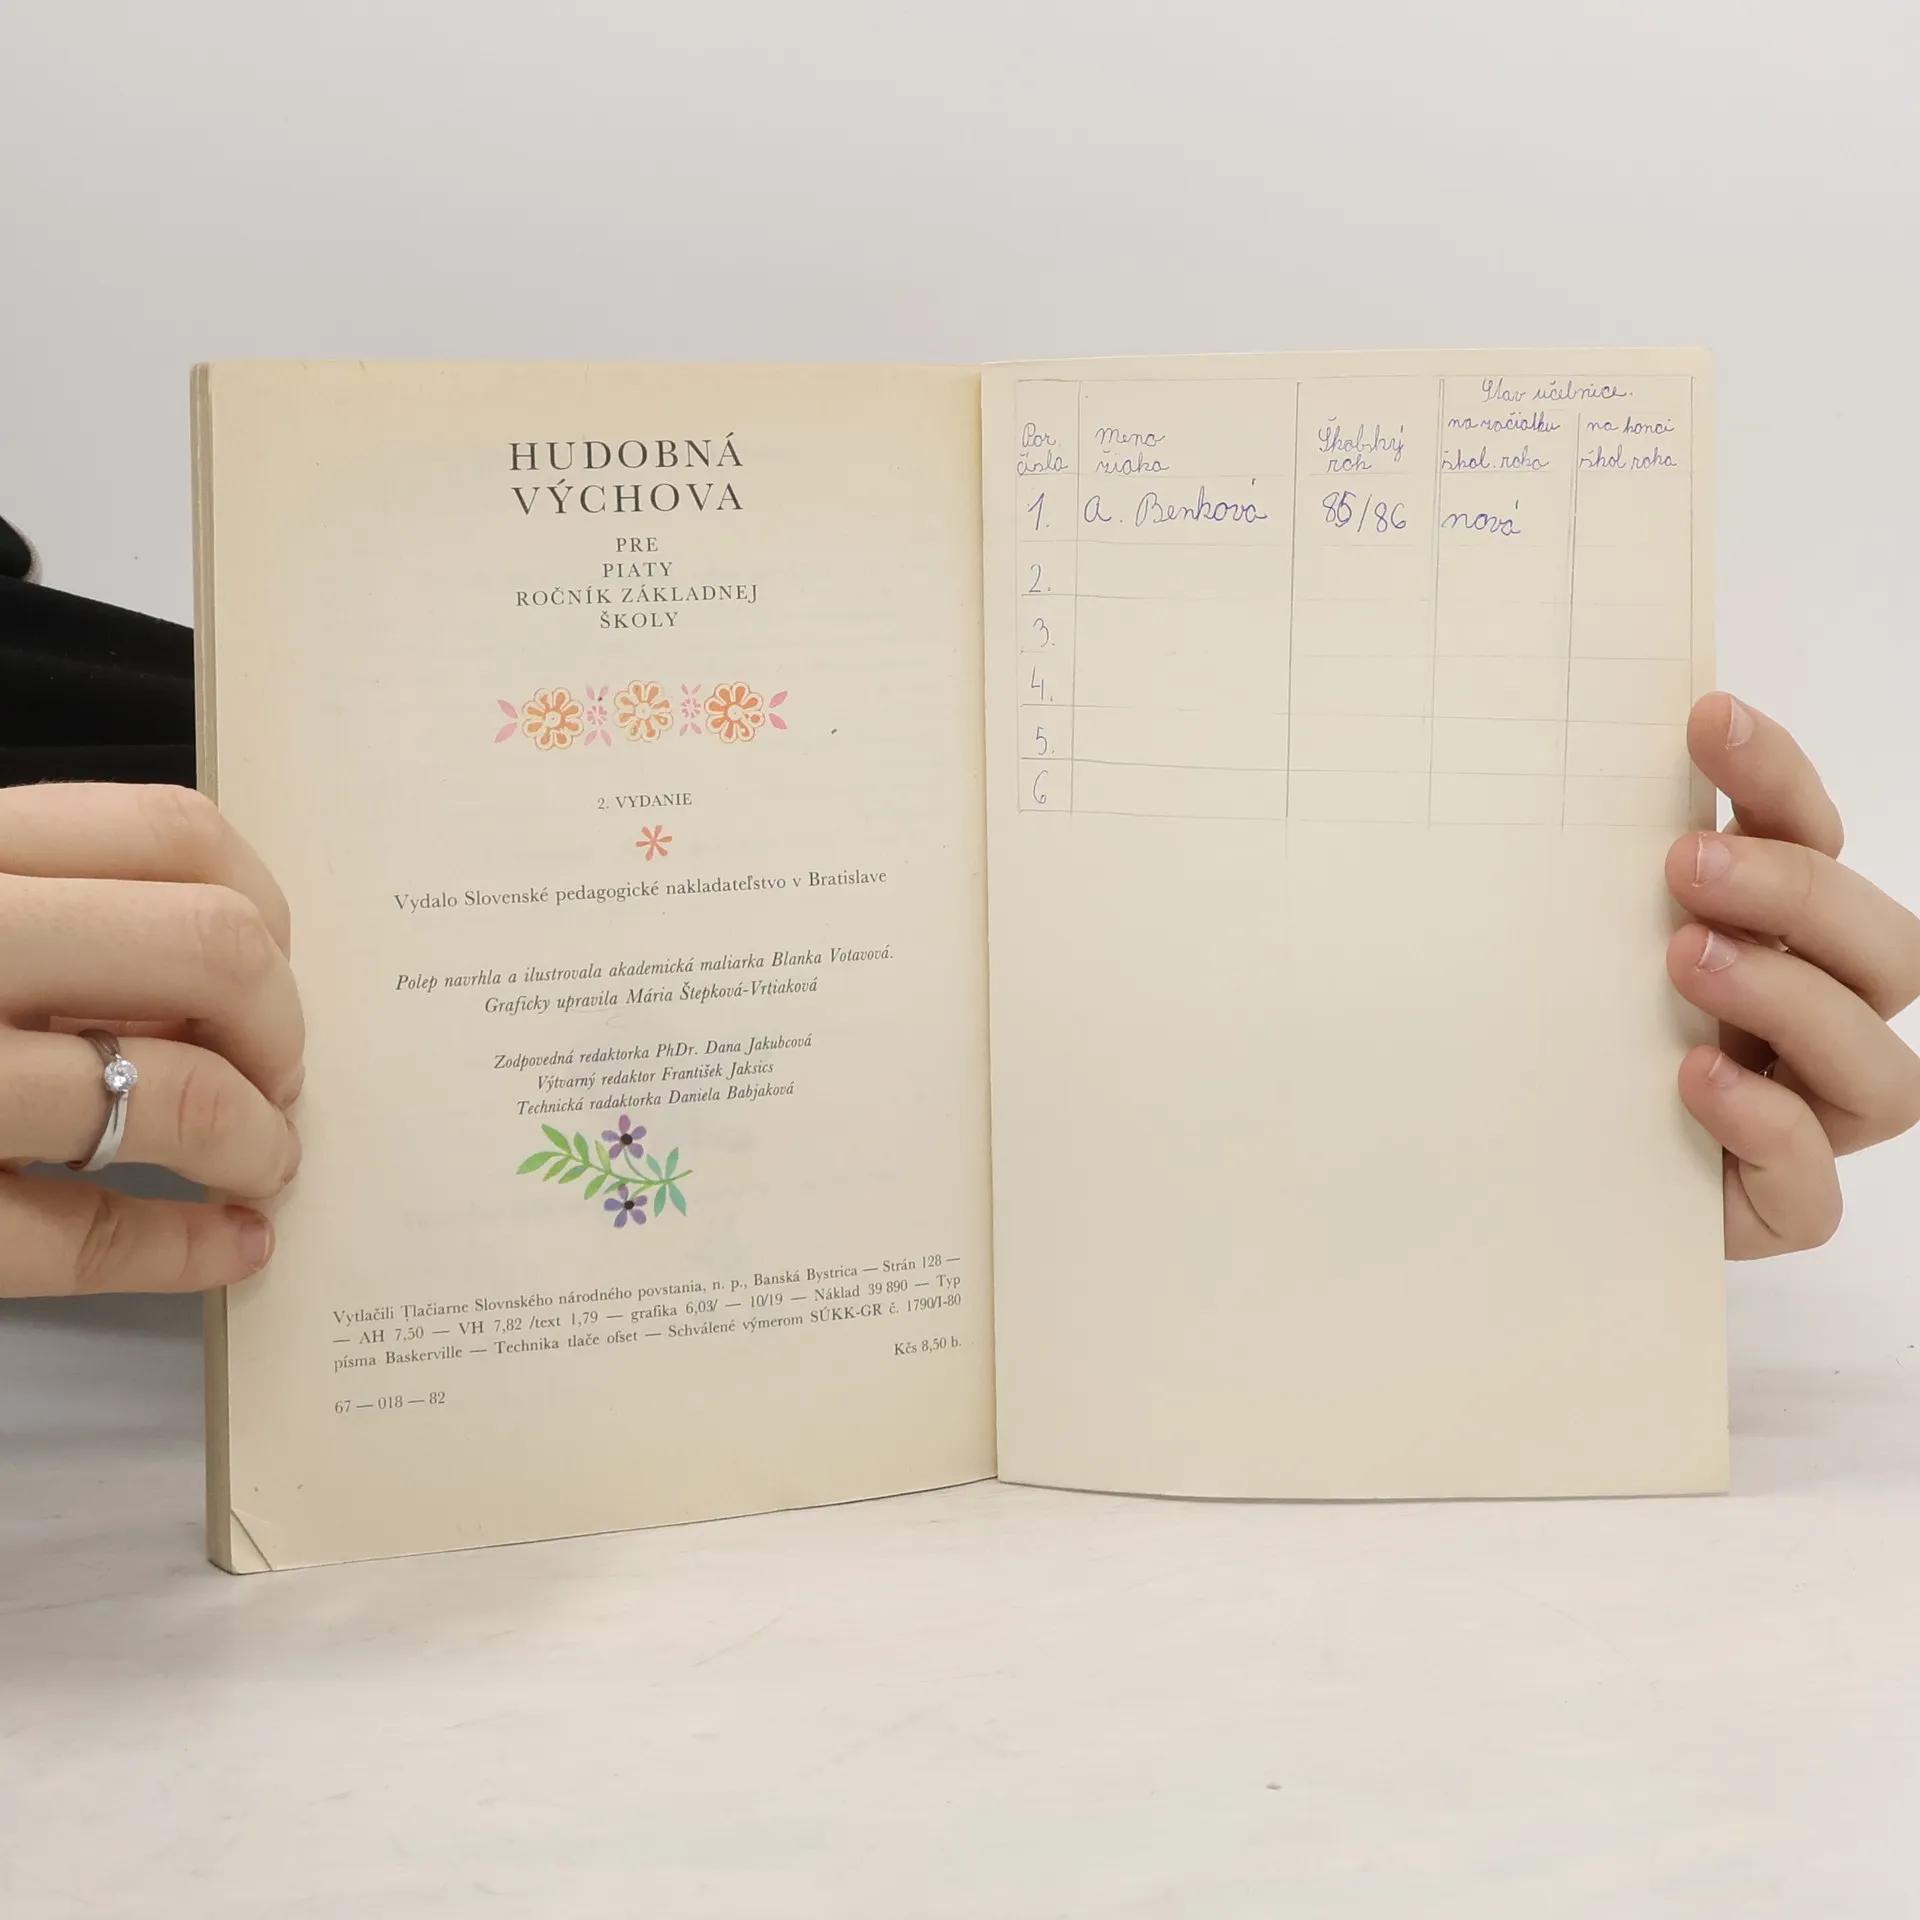 HUDOBNÁ
VÝCHOVA
PRE
PIATY
ROČNÍK ZÁKLADNEJ
ŠKOLY
2. VYDANIE
Vydalo Slovenské pedagogické nakladateľstvo v Bratislave
Polep navrhla a ilustrovala akademická maliarka Blanka Votavová.
Graficky upravila Mária Štepková-Vrtiaková
Zodpovedná redaktorka PhDr. Dana Jakubcová
Výtvarný redaktor František Jaksics
Technická radaktorka Daniela Babjaková
Vytlačili Tlačiarne Slovnského národného povstania, n. p., Banská Bystrica — Strán 128 —
— AH 7,50 — VH 7,82 /text 1,79 — grafika 6,03/ — 10/19 — Náklad 39 890 — Typ
písma Baskerville — Technika tlače ofset — Schválené výmerom SÚKK-GR č. 1790/I-80
Kčs 8,50 b.
67 — 018 — 82
Stav učebnice.
Por. Meno Školský na začiatku na konci
číslo žiaka rok škol. roka škol roka
1. A. Benková 85/86 nová
2.
3.
4.
5.
6